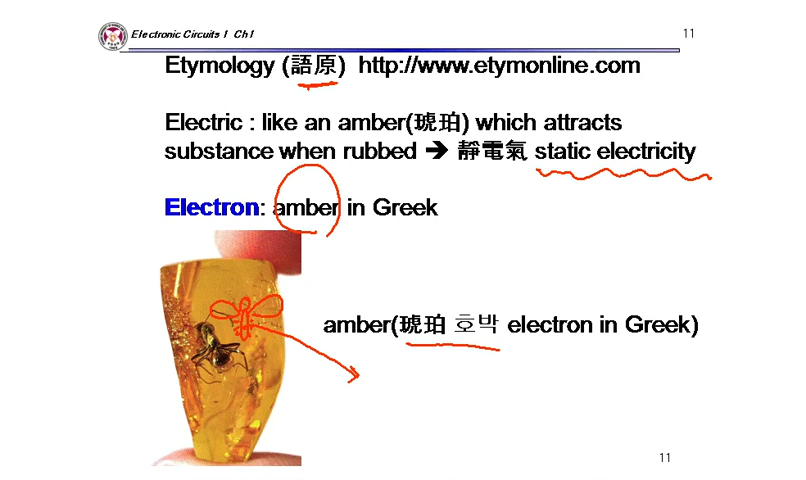 Electronic Circuits 1 Ch1
11
Etymology (語原) http://www.etymonline.com
Electric : like an amber(琥珀) which attracts
substance when rubbed ➔ 靜電氣 static electricity
Electron: amber in Greek
amber(琥珀 호박 electron in Greek)
11